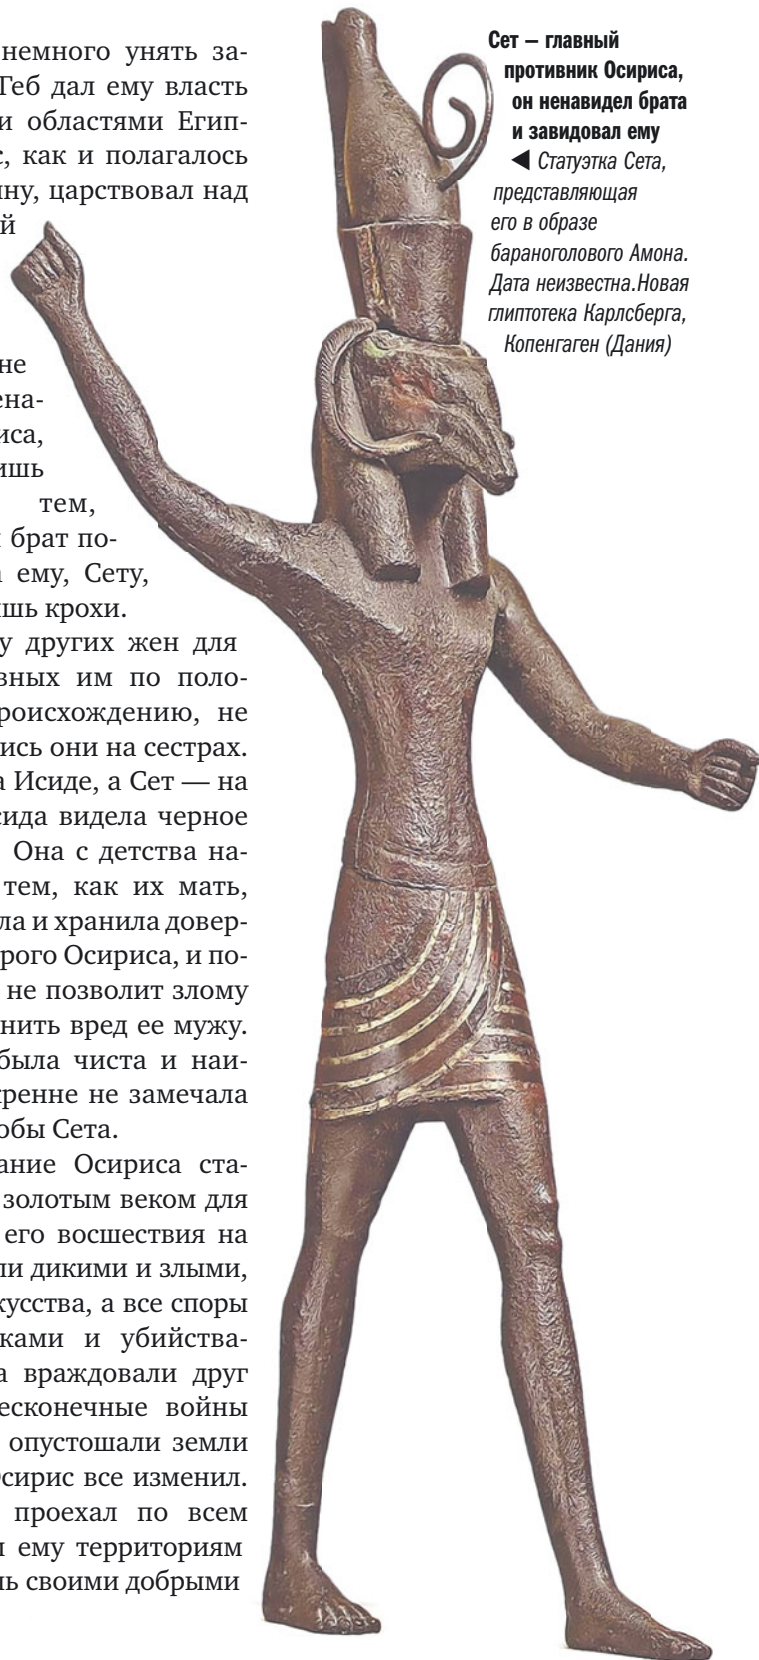 немного унять за-
Геб дал ему власть
и областями Егип-
с, как и полагалось
ну, царствовал над
й
не
ена-
иса,
ишь
тем,
брат по-
ему, Сету,
шь крохи.
у других жен для
вных им по поло-
роисхождению, не
ись они на сестрах.
а Исиде, а Сет — на
сида видела черное
Она с детства на-
тем, как их мать,
ла и хранила довер-
рого Осириса, и по-
не позволит злому
нить вред ее мужу.
была чиста и наи-
кренне не замечала
обы Сета.
ание Осириса ста-
золотым веком для
его восшествия на
ли дикими и злыми,
кусства, а все споры
ками и убийства-
а враждовали друг
есконечные войны
опустошали земли
Осирис все изменил.
проехал по всем
ему территориям
ь своими добрыми
Сет – главный
противник Осириса,
он ненавидел брата
и завидовал ему
◀ Статуэтка Сета,
представляющая
его в образе
бараноголового Амона.
Дата неизвестна.Новая
глиптотека Карлсберга,
Копенгаген (Дания)